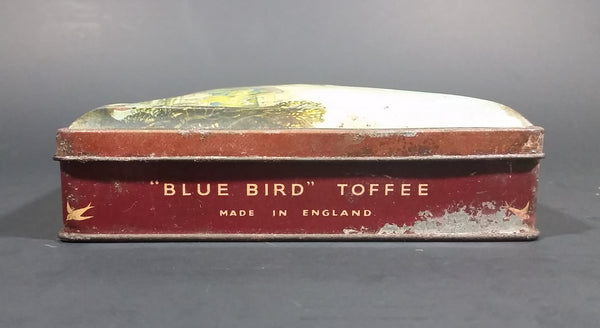 "BLUE BIRD" TOFFEE
MADE IN ENGLAND